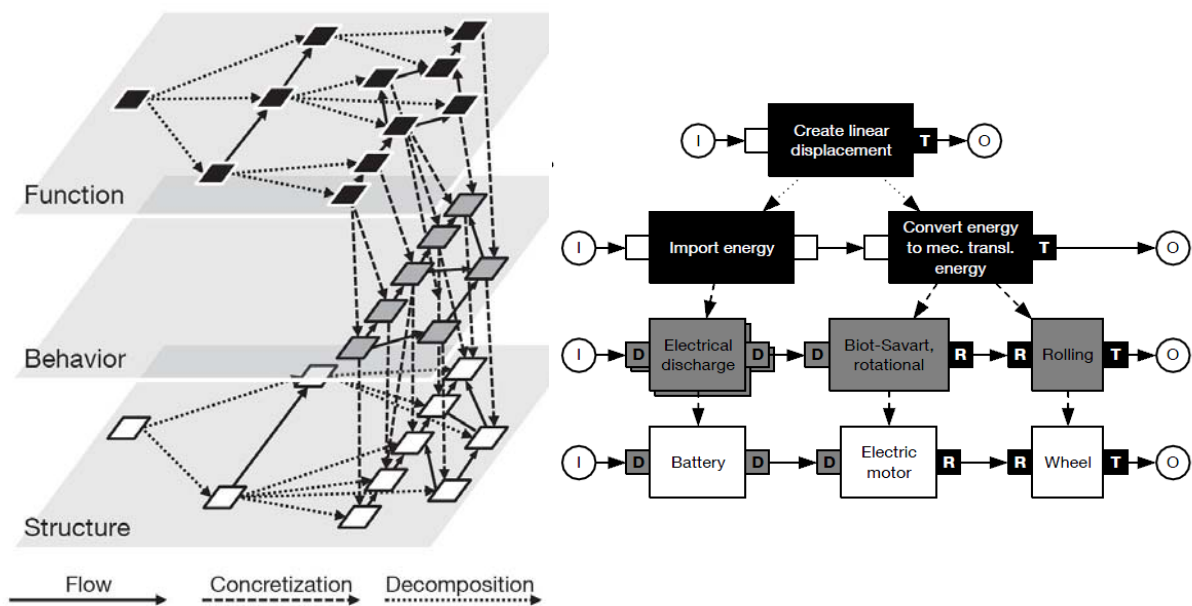 Function
Behavior
Structure
Flow
Concretization
Decomposition
I
Create linear
displacement
T
O
I
Import energy
Convert energy
to mec. transl.
energy
T
O
I
D
Electrical
discharge
D
D
Biot-Savart,
rotational
R
R
Rolling
T
O
I
D
Battery
D
D
Electric
motor
R
R
Wheel
T
O